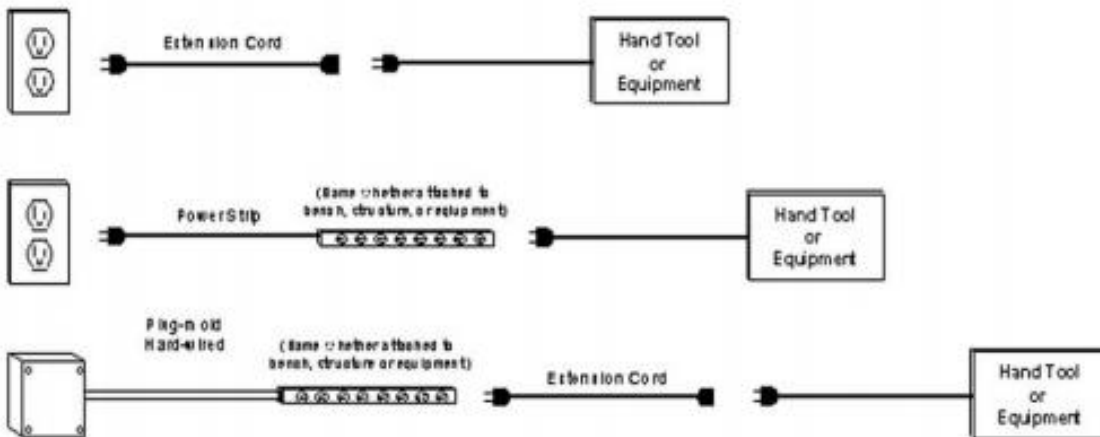 Extension Cord
Hand Tool
or
Equipment
Power Strip
(Same whether attached to
bench, structure, or equipment)
Hand Tool
or
Equipment
Plug-mold
Hard-wired
(Same whether attached to
bench, structure or equipment)
Extension Cord
Hand Tool
or
Equipment